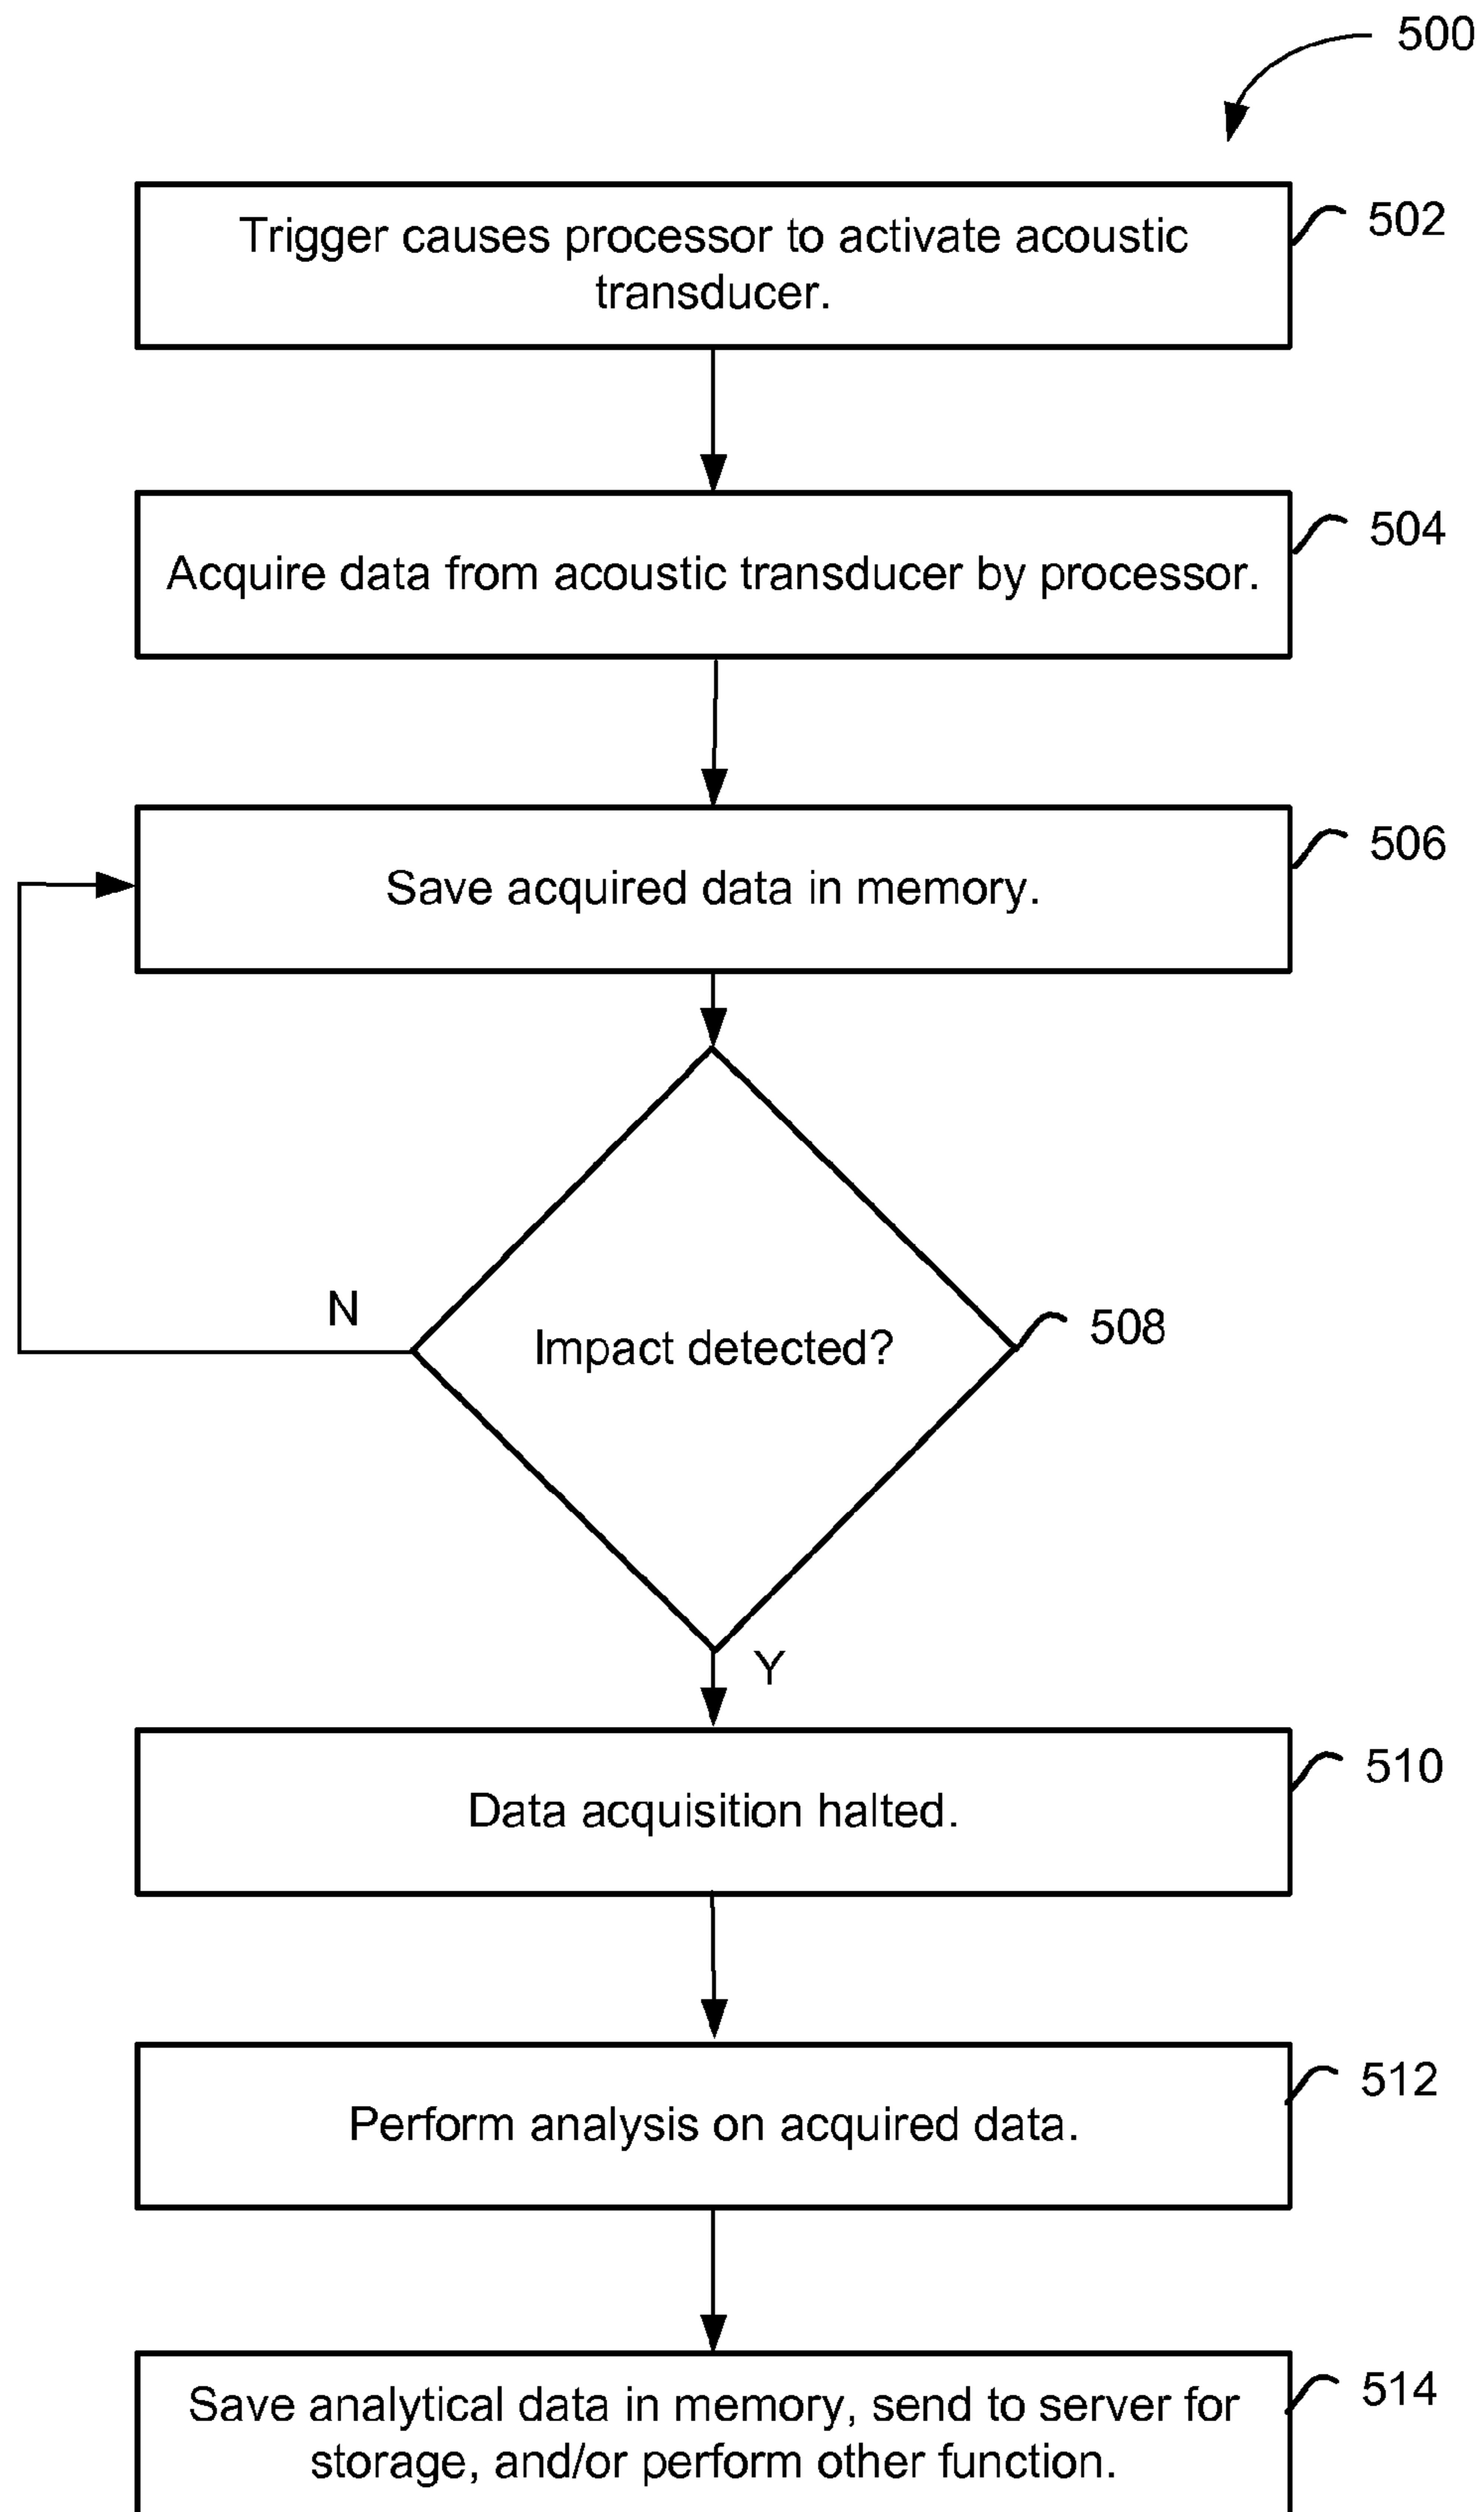 500
Trigger causes processor to activate acoustic
transducer.
502
Acquire data from acoustic transducer by processor.
504
Save acquired data in memory.
506
N
Impact detected?
508
Y
Data acquisition halted.
510
Perform analysis on acquired data.
512
Save analytical data in memory, send to server for
storage, and/or perform other function.
514